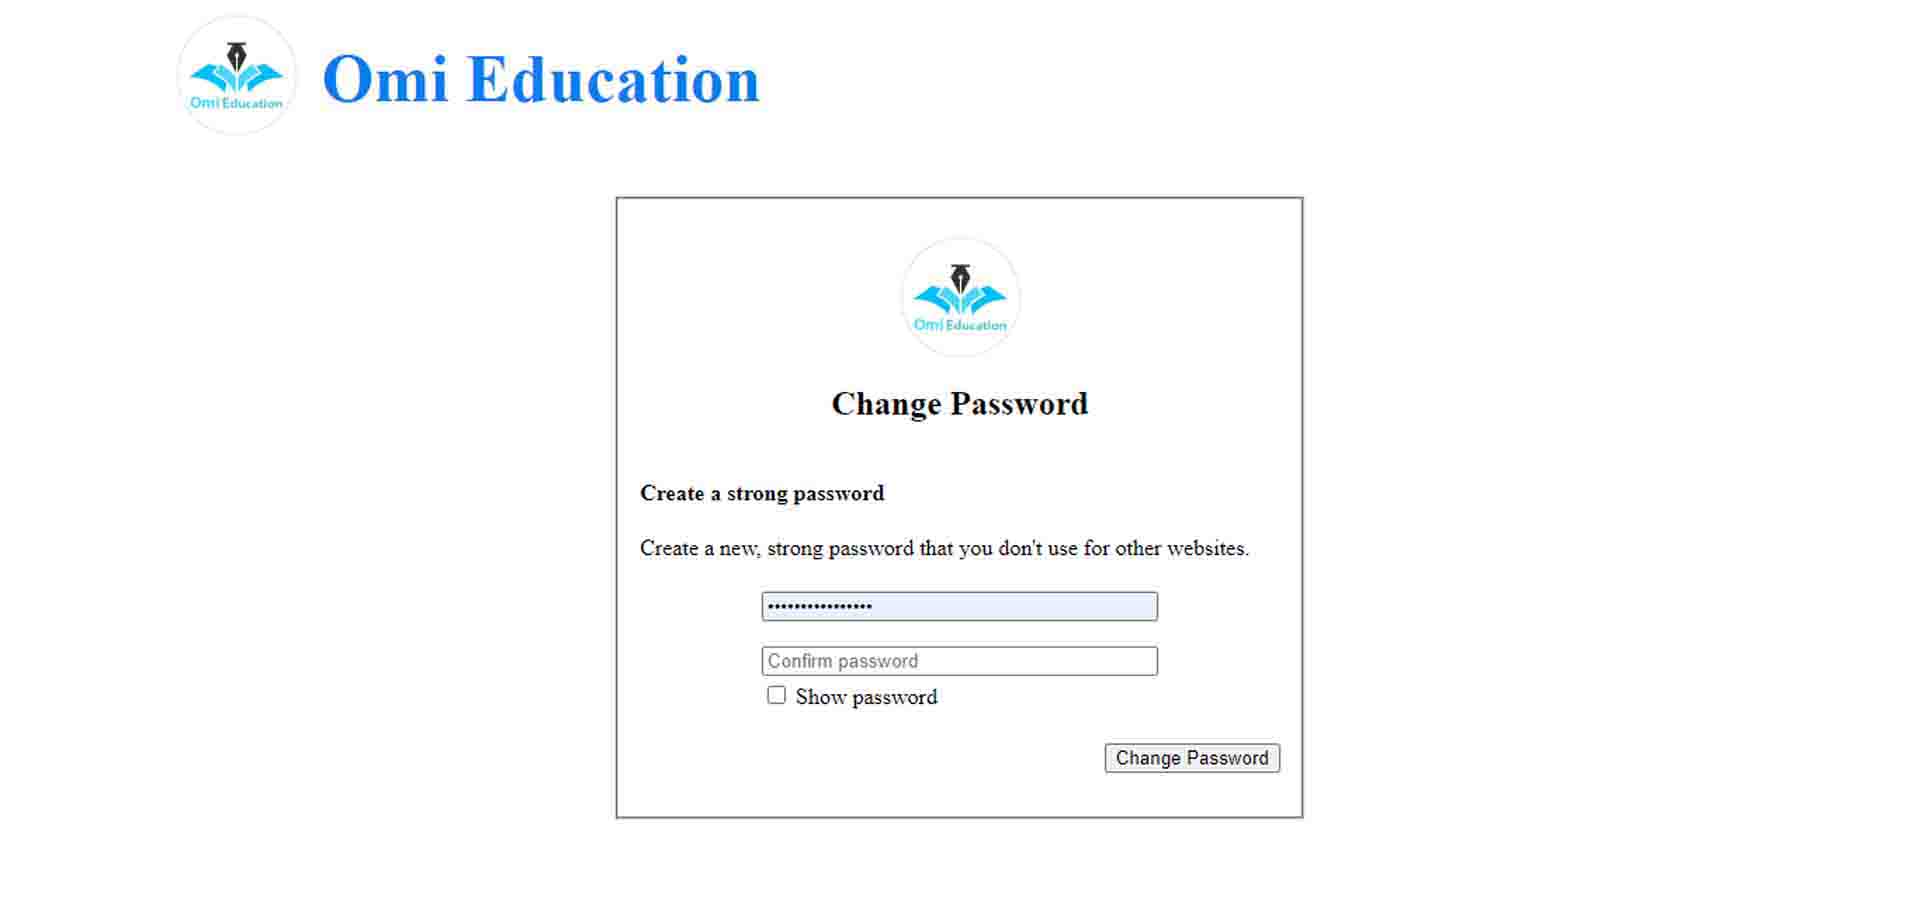 Omi Education
Omi Education
Omi Education
Change Password
Create a strong password
Create a new, strong password that you don't use for other websites.
••••••••••••••••
Confirm password
Show password
Change Password